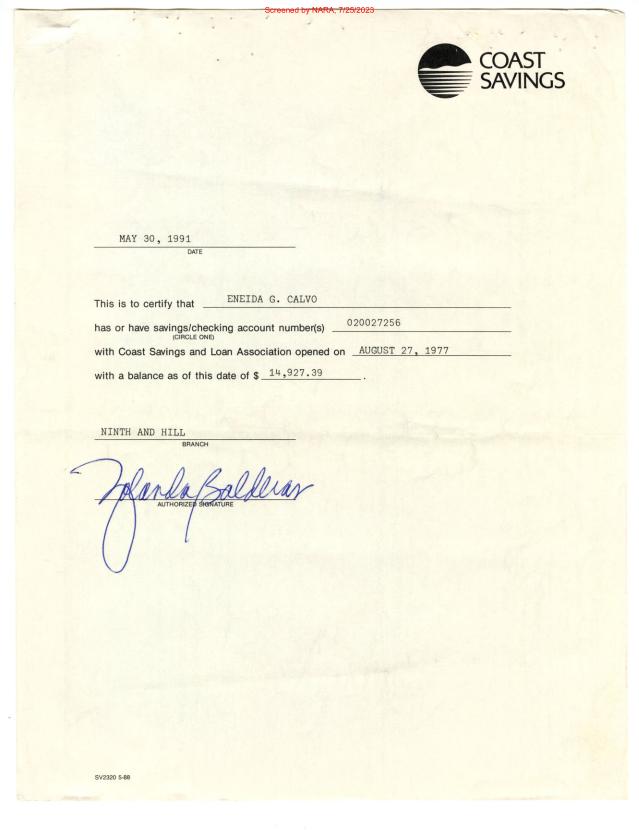 Screened by NARA, 7/25/2023
COAST
SAVINGS
MAY 30, 1991
DATE
This is to certify that ENEIDA G. CALVO
has or have savings/checking account number(s) 020027256
(CIRCLE ONE)
with Coast Savings and Loan Association opened on AUGUST 27, 1977
with a balance as of this date of $ 14,927.39 .
NINTH AND HILL
BRANCH
Yolanda Balderas
AUTHORIZED SIGNATURE
SV2320 5-88